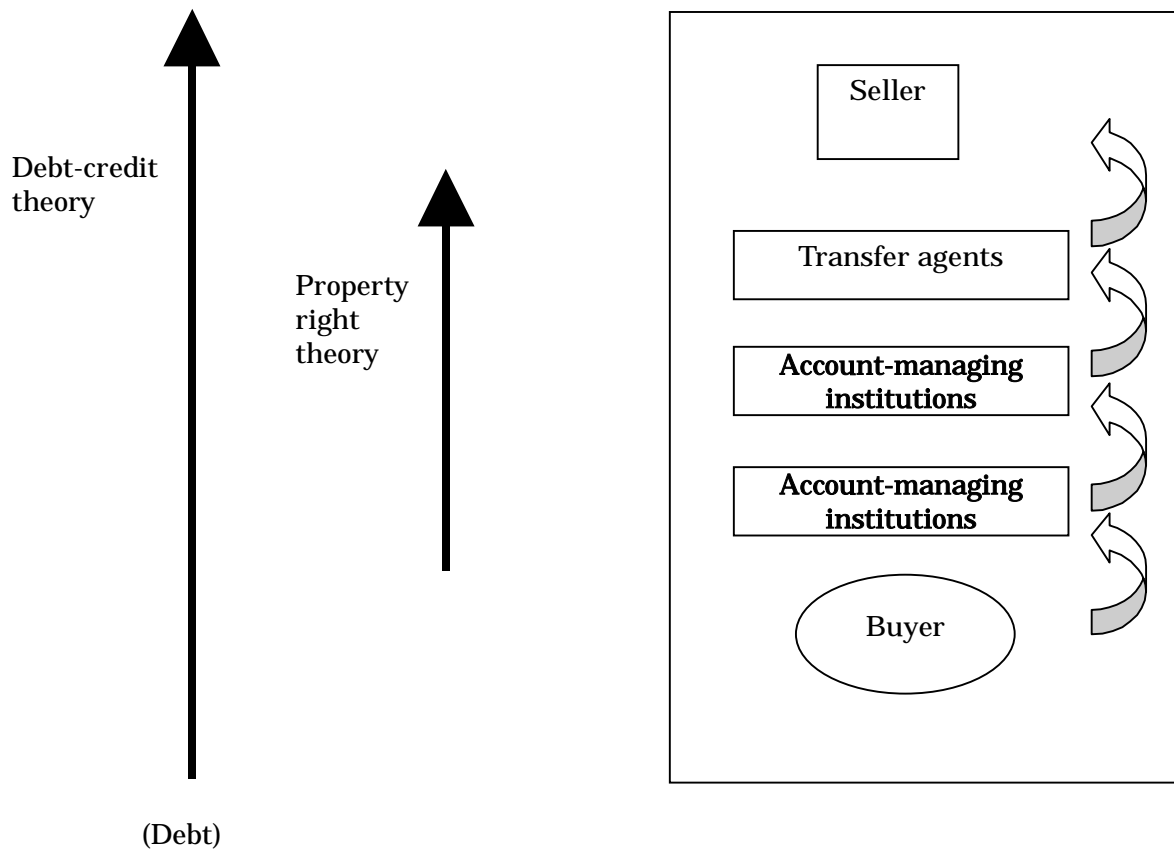 Debt-credit
theory
Property
right
theory
(Debt)
Seller
Transfer agents
Account-managing
institutions
Account-managing
institutions
Buyer